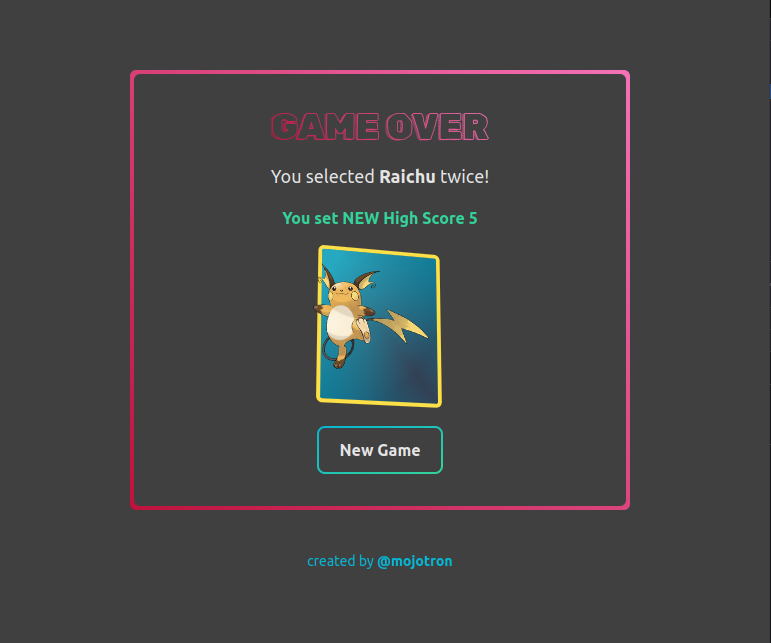 GAME OVER
You selected Raichu twice!
You set NEW High Score 5
New Game
created by @mojotron